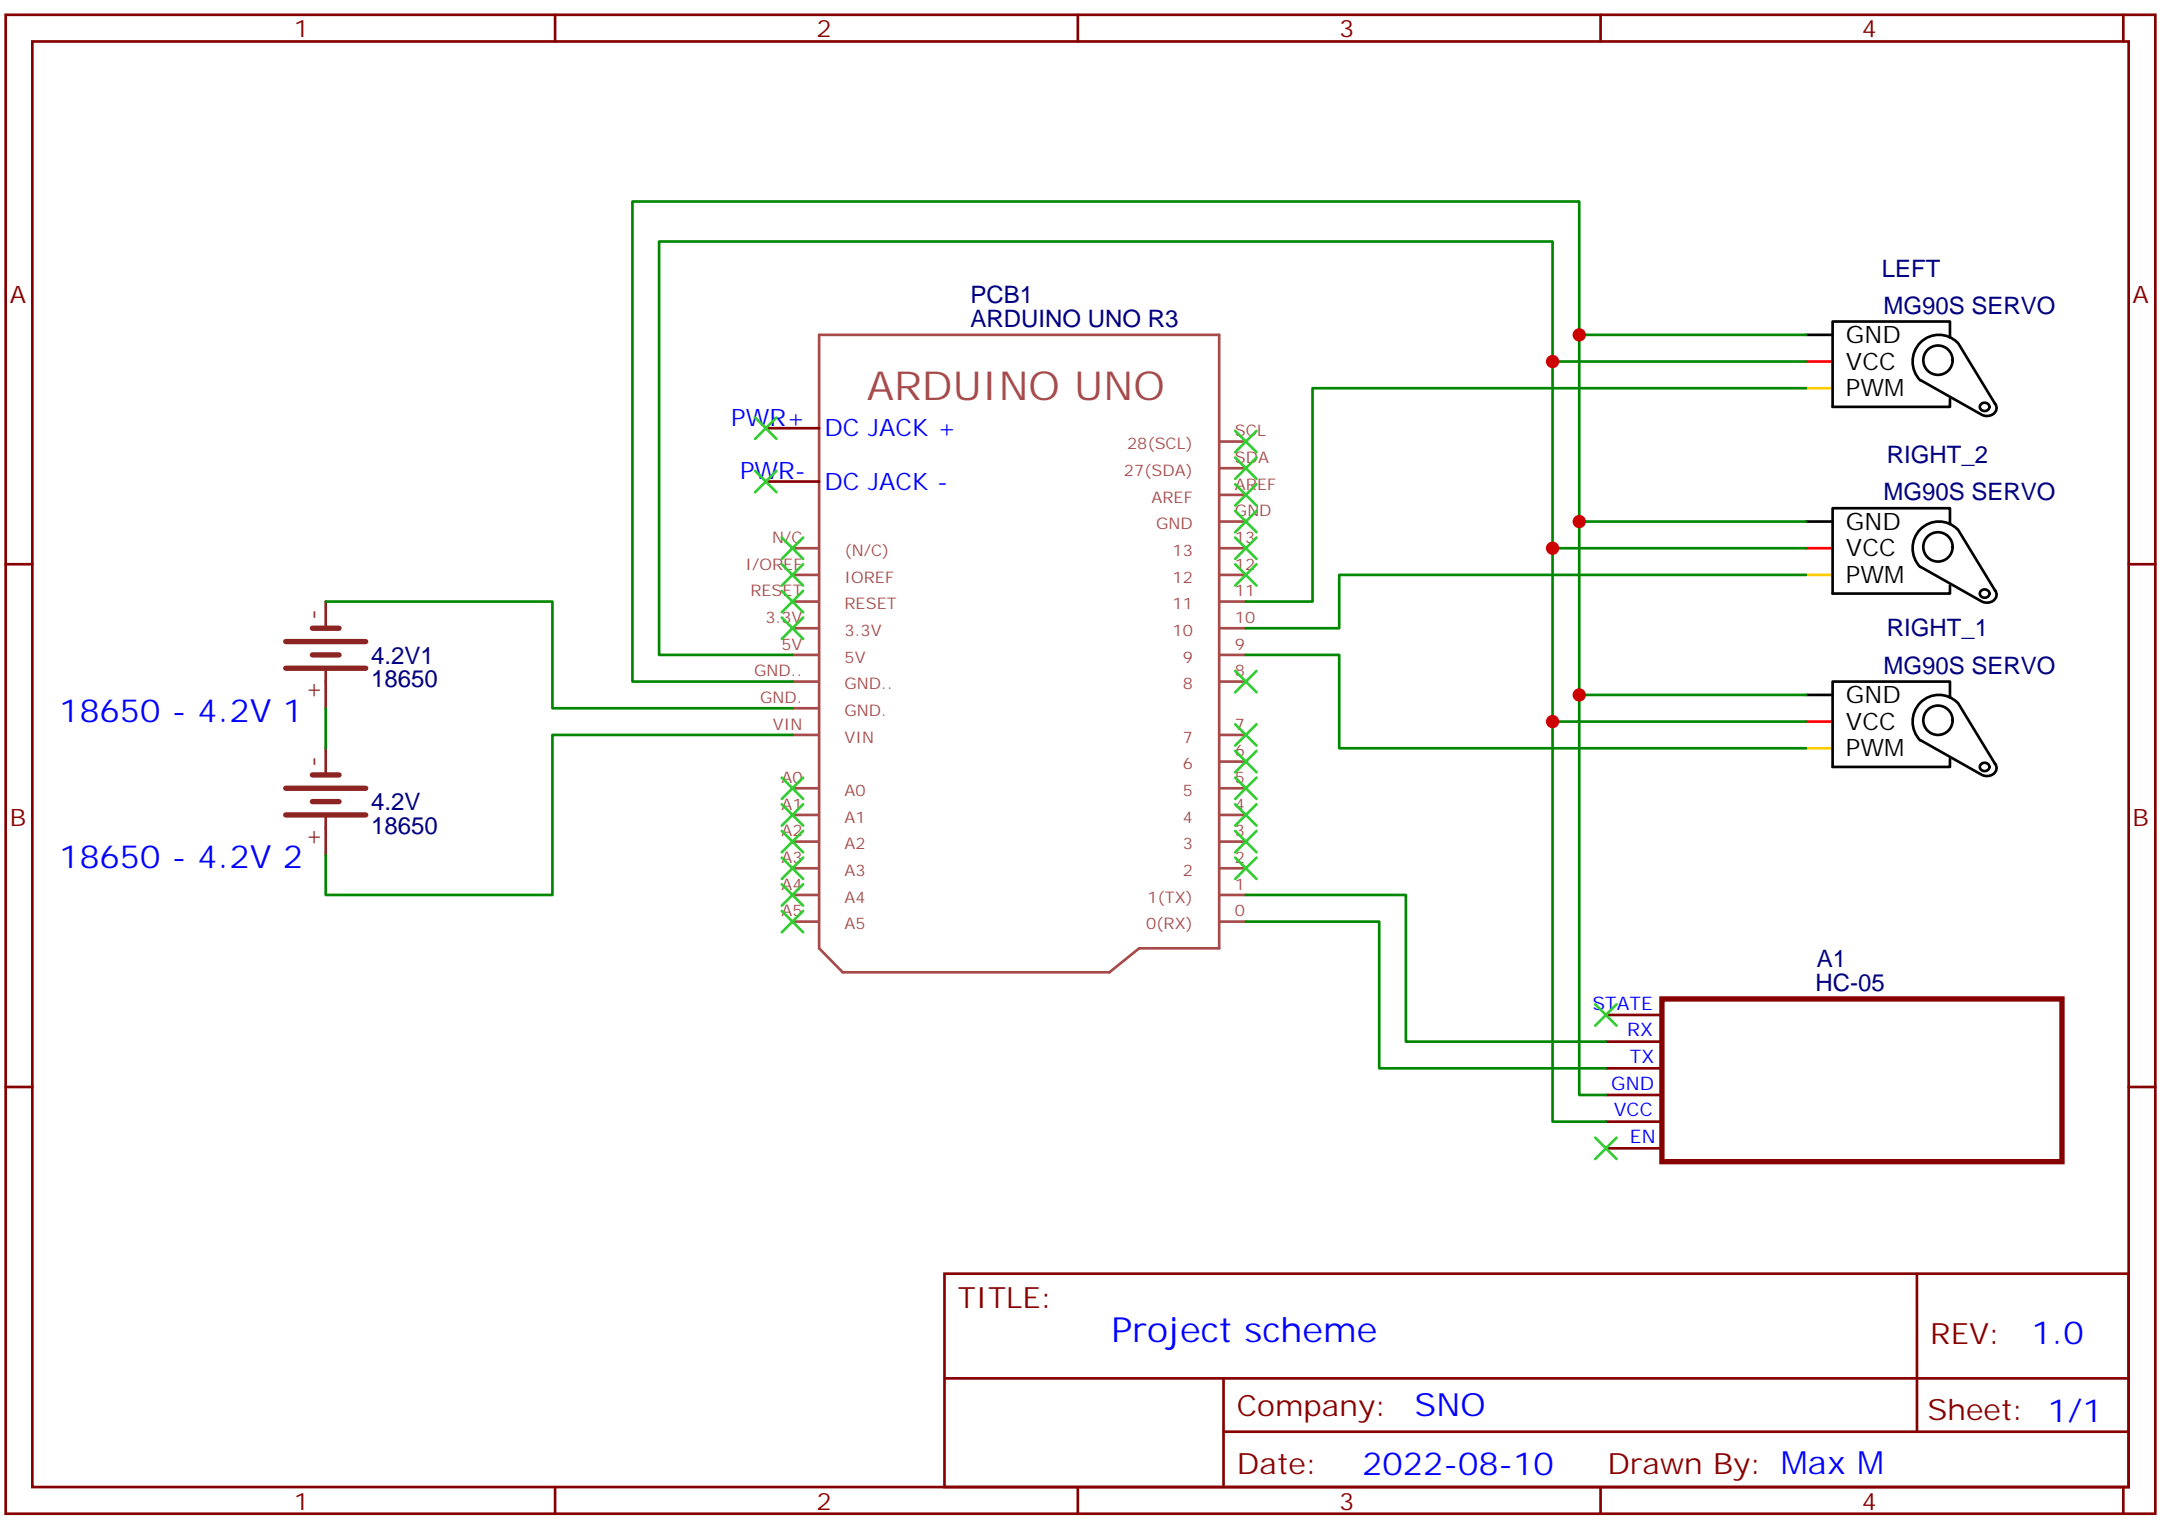 1 2 3 4
A A
B B
LEFT
MG90S SERVO
GND
VCC
PWM
RIGHT_2
MG90S SERVO
GND
VCC
PWM
RIGHT_1
MG90S SERVO
GND
VCC
PWM
PCB1
ARDUINO UNO R3
ARDUINO UNO
PWR+ DC JACK +
PWR- DC JACK -
N/C (N/C)
I/OREF IOREF
RESET RESET
3.3V 3.3V
5V 5V
GND.. GND..
GND. GND.
VIN VIN
A0 A0
A1 A1
A2 A2
A3 A3
A4 A4
A5 A5
28(SCL) SCL
27(SDA) SDA
AREF AREF
GND GND
13 13
12 12
11 11
10 10
9 9
8 8
7 7
6 6
5 5
4 4
3 3
2 2
1(TX) 1
0(RX) 0
-
4.2V1
18650
+
18650 - 4.2V 1
-
4.2V
18650
+
18650 - 4.2V 2
A1
HC-05
STATE
RX
TX
GND
VCC
EN
TITLE:
Project scheme
REV: 1.0
Company: SNO
Sheet: 1/1
Date: 2022-08-10 Drawn By: Max M
1 2 3 4